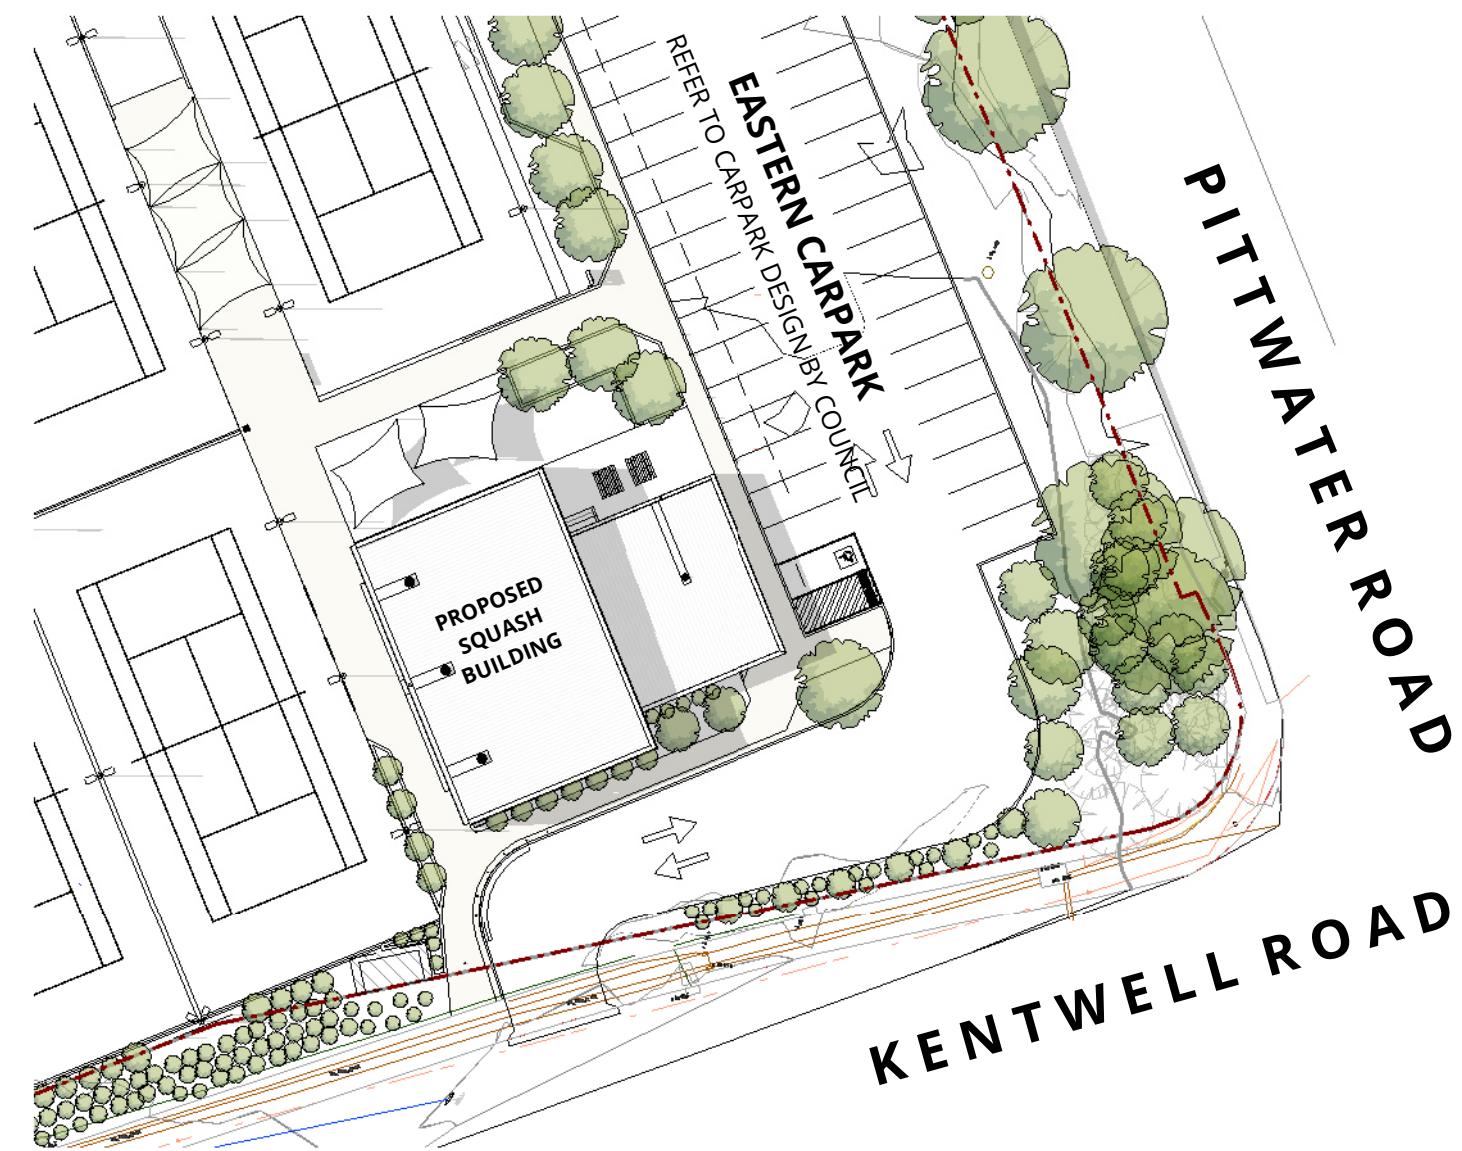 EASTERN CARPARK
REFER TO CARPARK DESIGN BY COUNCIL
PITTWATER ROAD
PROPOSED
SQUASH
BUILDING
KENTWELL ROAD